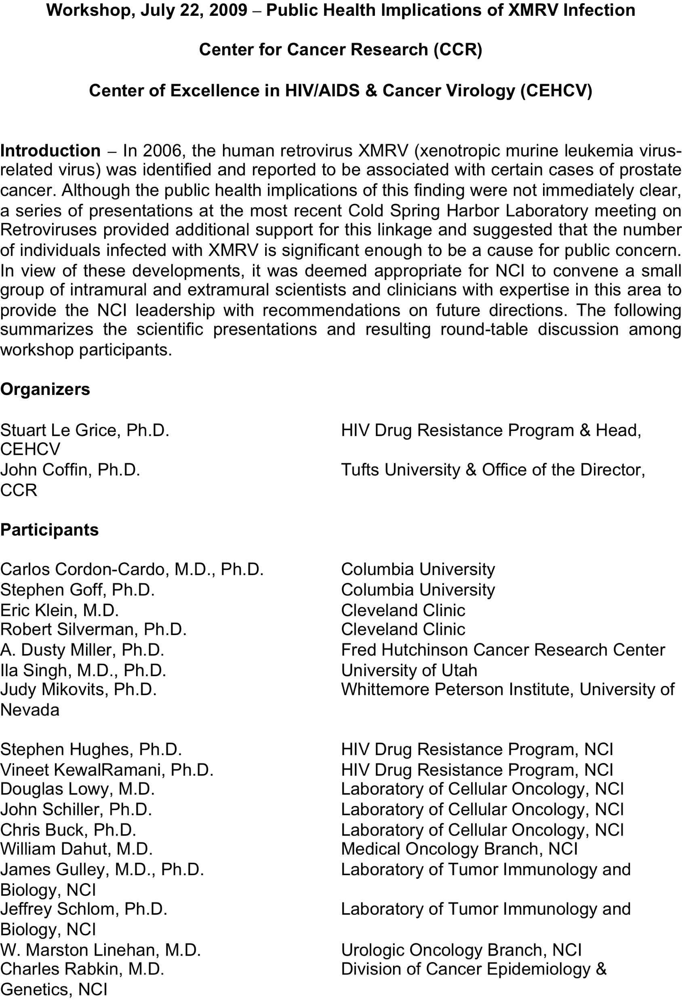 Workshop, July 22, 2009 – Public Health Implications of XMRV Infection
Center for Cancer Research (CCR)
Center of Excellence in HIV/AIDS & Cancer Virology (CEHCV)
Introduction – In 2006, the human retrovirus XMRV (xenotropic murine leukemia virus-
related virus) was identified and reported to be associated with certain cases of prostate
cancer. Although the public health implications of this finding were not immediately clear,
a series of presentations at the most recent Cold Spring Harbor Laboratory meeting on
Retroviruses provided additional support for this linkage and suggested that the number
of individuals infected with XMRV is significant enough to be a cause for public concern.
In view of these developments, it was deemed appropriate for NCI to convene a small
group of intramural and extramural scientists and clinicians with expertise in this area to
provide the NCI leadership with recommendations on future directions. The following
summarizes the scientific presentations and resulting round-table discussion among
workshop participants.
Organizers
Stuart Le Grice, Ph.D. HIV Drug Resistance Program & Head,
CEHCV
John Coffin, Ph.D. Tufts University & Office of the Director,
CCR
Participants
Carlos Cordon-Cardo, M.D., Ph.D. Columbia University
Stephen Goff, Ph.D. Columbia University
Eric Klein, M.D. Cleveland Clinic
Robert Silverman, Ph.D. Cleveland Clinic
A. Dusty Miller, Ph.D. Fred Hutchinson Cancer Research Center
Ila Singh, M.D., Ph.D. University of Utah
Judy Mikovits, Ph.D. Whittemore Peterson Institute, University of
Nevada
Stephen Hughes, Ph.D. HIV Drug Resistance Program, NCI
Vineet KewalRamani, Ph.D. HIV Drug Resistance Program, NCI
Douglas Lowy, M.D. Laboratory of Cellular Oncology, NCI
John Schiller, Ph.D. Laboratory of Cellular Oncology, NCI
Chris Buck, Ph.D. Laboratory of Cellular Oncology, NCI
William Dahut, M.D. Medical Oncology Branch, NCI
James Gulley, M.D., Ph.D. Laboratory of Tumor Immunology and
Biology, NCI
Jeffrey Schlom, Ph.D. Laboratory of Tumor Immunology and
Biology, NCI
W. Marston Linehan, M.D. Urologic Oncology Branch, NCI
Charles Rabkin, M.D. Division of Cancer Epidemiology &
Genetics, NCI